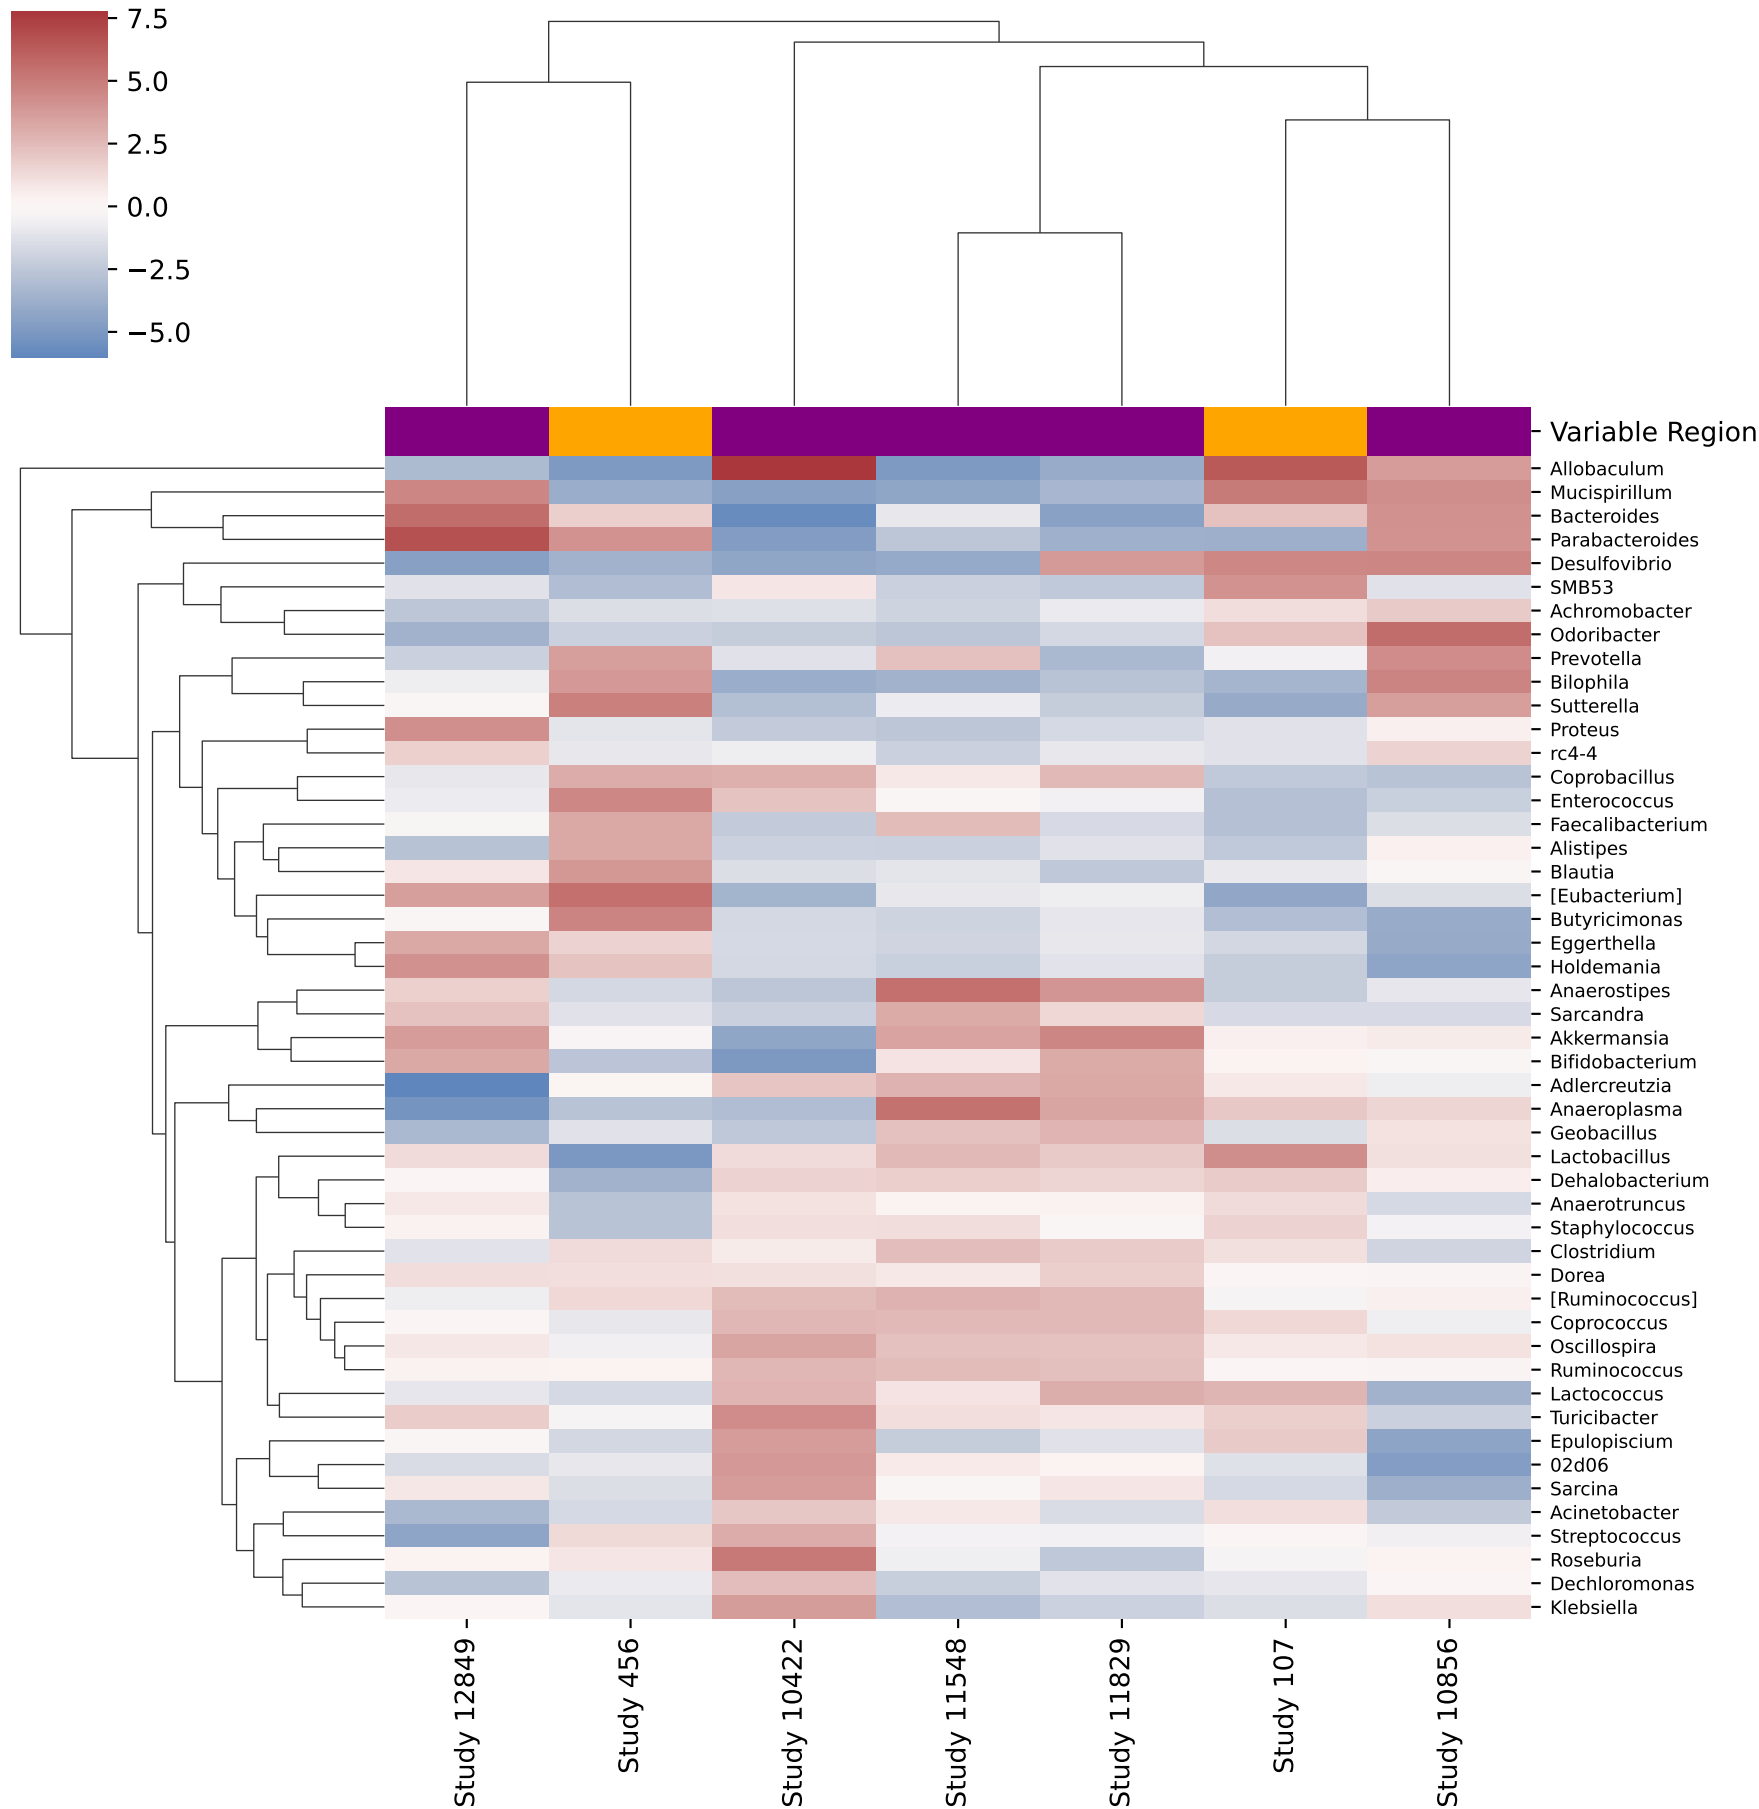 7.5
5.0
2.5
0.0
−2.5
−5.0
Variable Region
Allobaculum
Mucispirillum
Bacteroides
Parabacteroides
Desulfovibrio
SMB53
Achromobacter
Odoribacter
Prevotella
Bilophila
Sutterella
Proteus
rc4-4
Coprobacillus
Enterococcus
Faecalibacterium
Alistipes
Blautia
[Eubacterium]
Butyricimonas
Eggerthella
Holdemania
Anaerostipes
Sarcandra
Akkermansia
Bifidobacterium
Adlercreutzia
Anaeroplasma
Geobacillus
Lactobacillus
Dehalobacterium
Anaerotruncus
Staphylococcus
Clostridium
Dorea
[Ruminococcus]
Coprococcus
Oscillospira
Ruminococcus
Lactococcus
Turicibacter
Epulopiscium
02d06
Sarcina
Acinetobacter
Streptococcus
Roseburia
Dechloromonas
Klebsiella
Study 12849
Study 456
Study 10422
Study 11548
Study 11829
Study 107
Study 10856